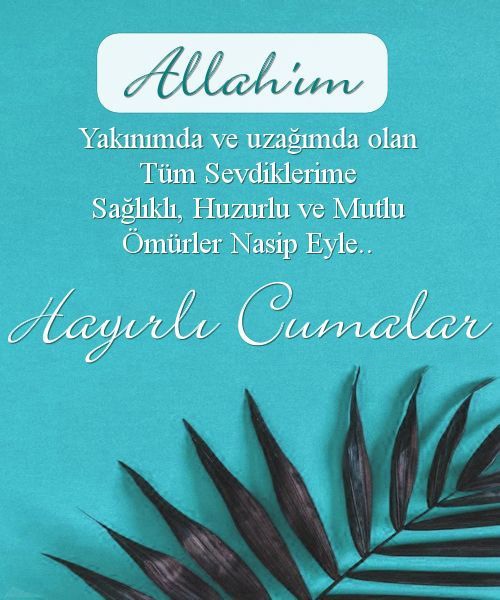 Allah'ım
Yakınımda ve uzağımda olan
Tüm Sevdiklerime
Sağlıklı, Huzurlu ve Mutlu
Ömürler Nasip Eyle..
Hayırlı Cumalar